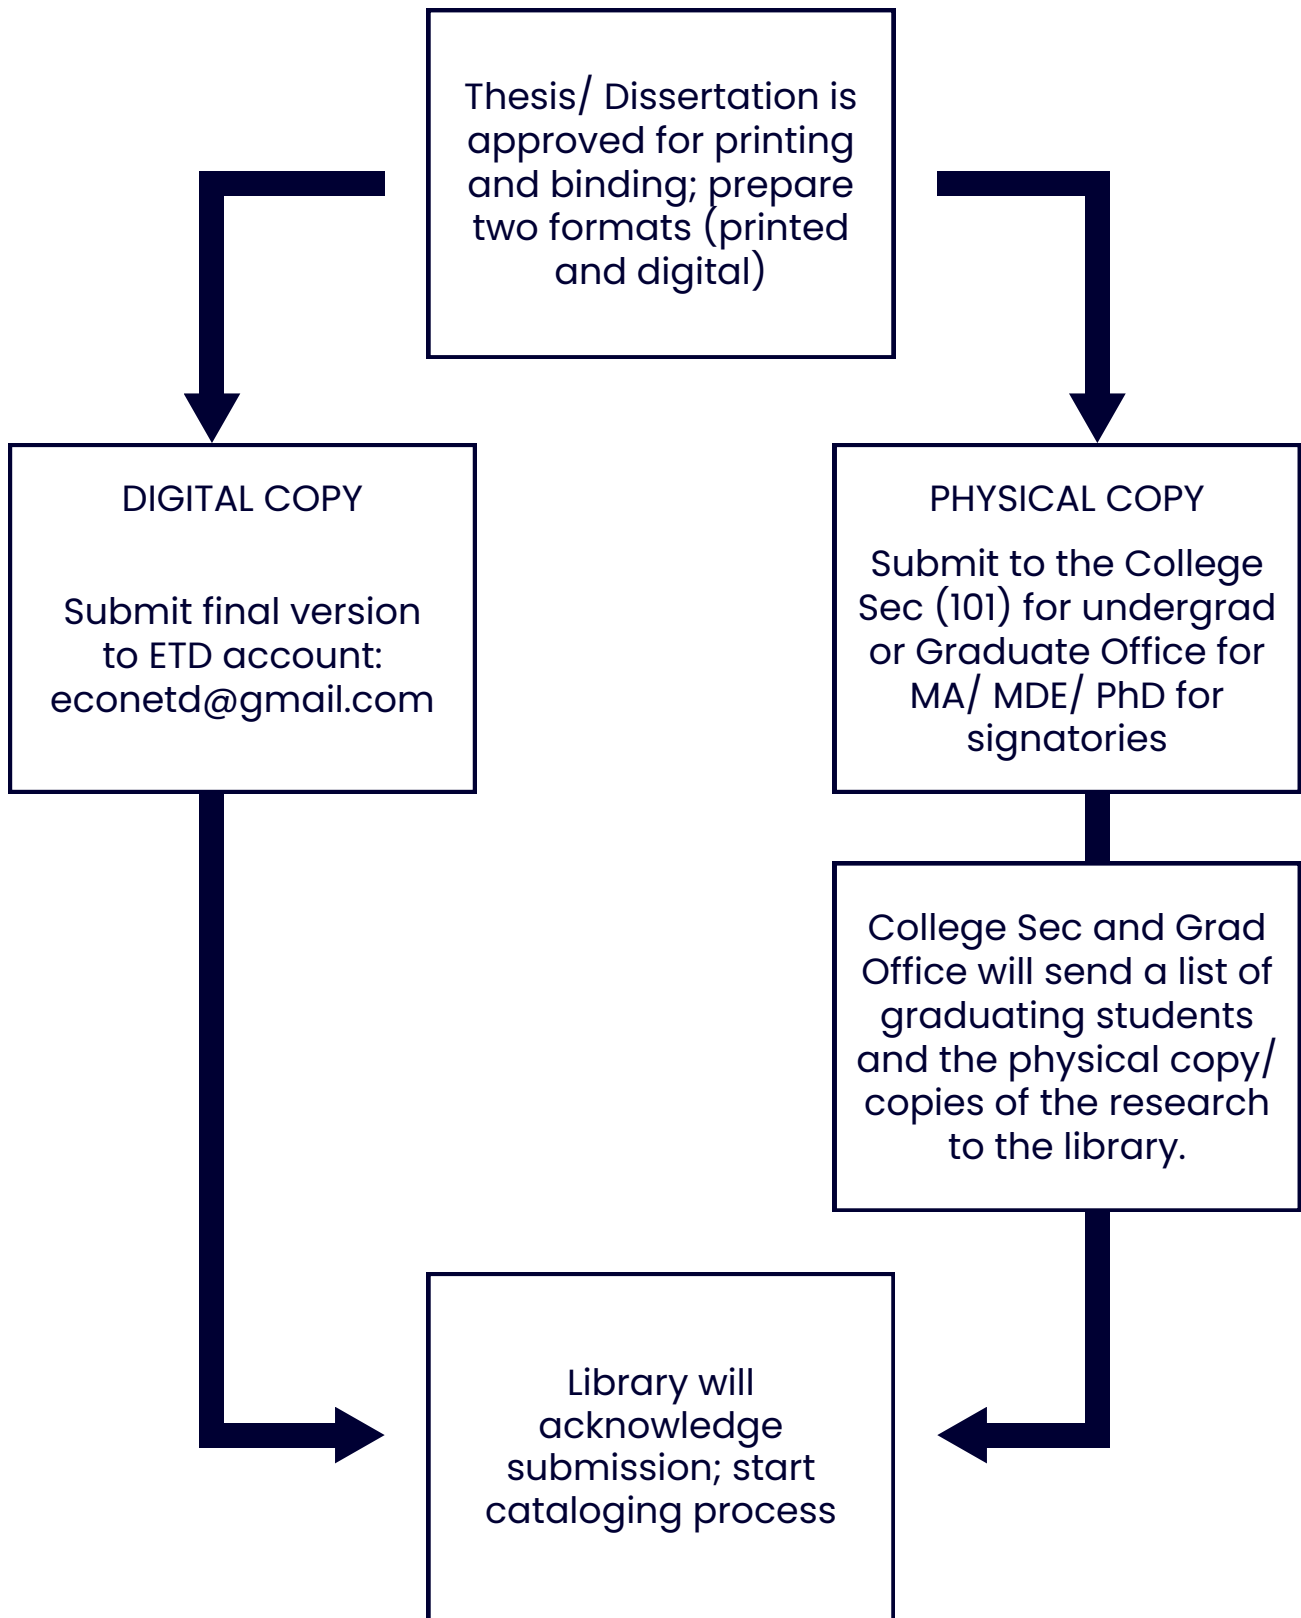 Thesis/ Dissertation is
approved for printing
and binding; prepare
two formats (printed
and digital)
DIGITAL COPY
Submit final version
to ETD account:
econetd@gmail.com
PHYSICAL COPY
Submit to the College
Sec (101) for undergrad
or Graduate Office for
MA/ MDE/ PhD for
signatories
College Sec and Grad
Office will send a list of
graduating students
and the physical copy/
copies of the research
to the library.
Library will
acknowledge
submission; start
cataloging process